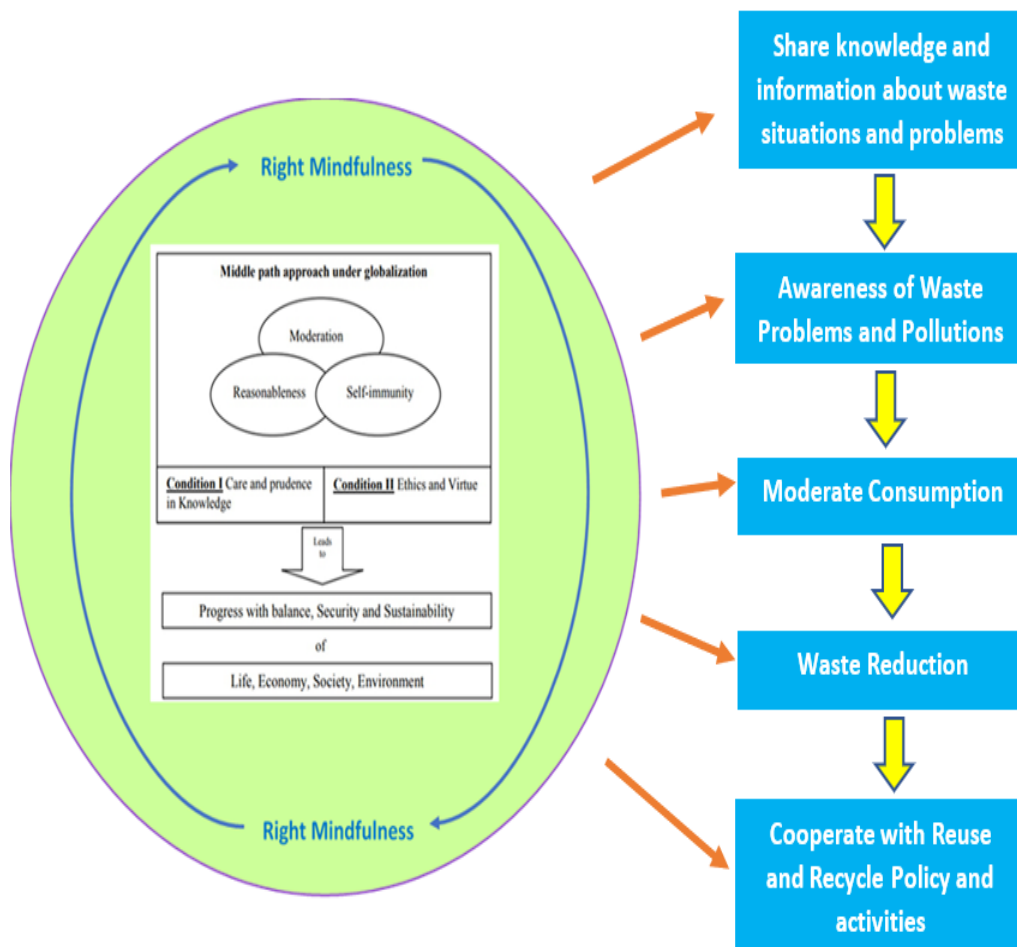 Right Mindfulness
Middle path approach under globalization
Moderation
Reasonableness
Self-immunity
Condition I Care and prudence
in Knowledge
Condition II Ethics and Virtue
Leads
to
Progress with balance, Security and Sustainability
of
Life, Economy, Society, Environment
Right Mindfulness
Share knowledge and
information about waste
situations and problems
Awareness of Waste
Problems and Pollutions
Moderate Consumption
Waste Reduction
Cooperate with Reuse
and Recycle Policy and
activities